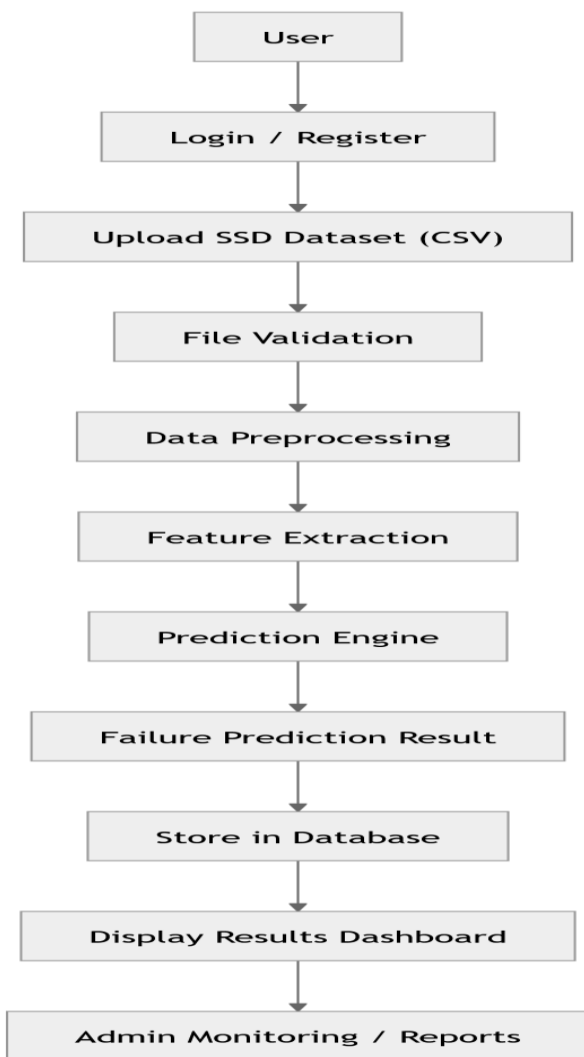 User
Login / Register
Upload SSD Dataset (CSV)
File Validation
Data Preprocessing
Feature Extraction
Prediction Engine
Failure Prediction Result
Store in Database
Display Results Dashboard
Admin Monitoring / Reports